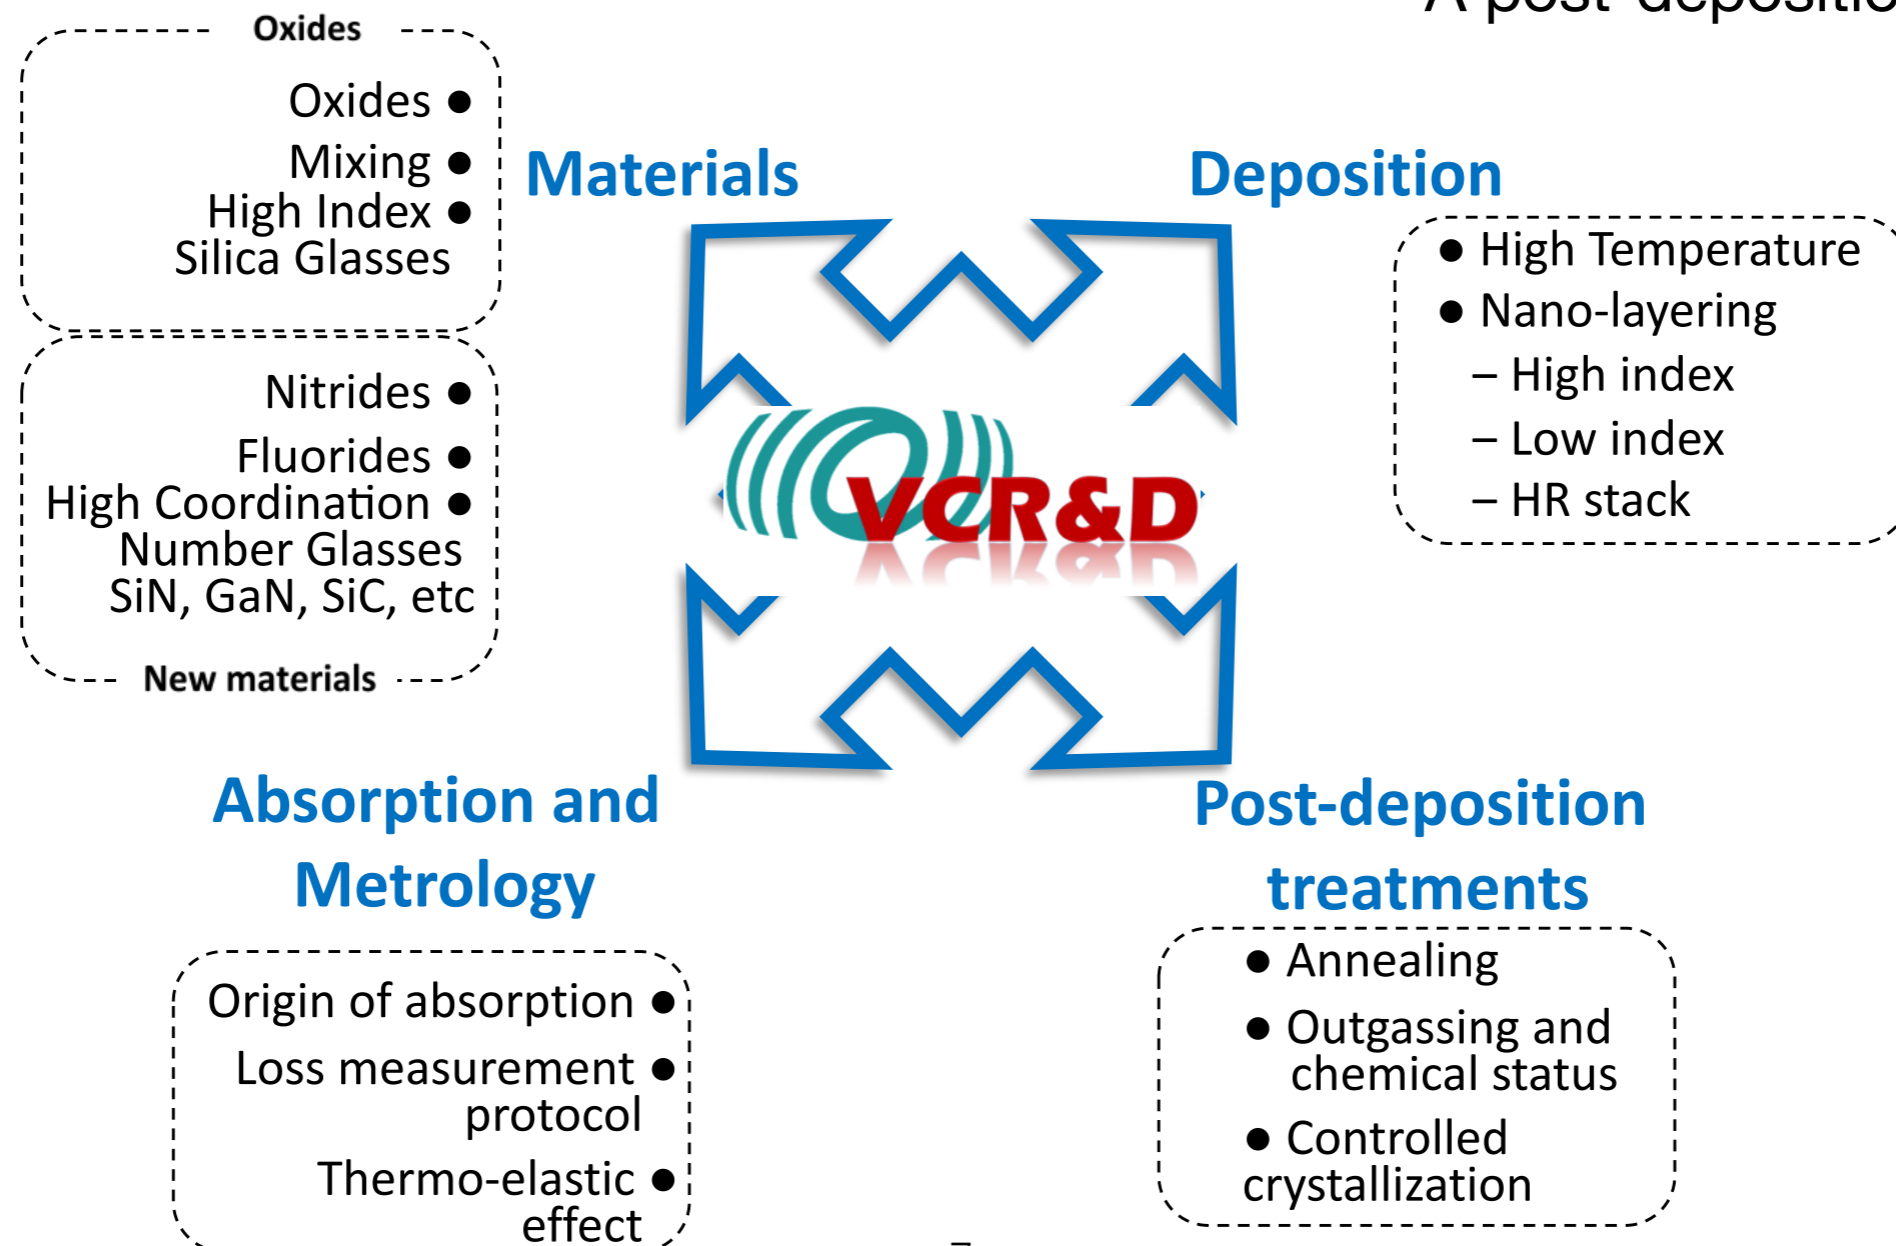 A post-depositio
Oxides
Oxides ●
Mixing ●
High Index ●
Silica Glasses
Nitrides ●
Fluorides ●
High Coordination ●
Number Glasses
SiN, GaN, SiC, etc
New materials
Materials
Deposition
● High Temperature
● Nano-layering
– High index
– Low index
– HR stack
VCR&D
Absorption and
Metrology
Origin of absorption ●
Loss measurement ●
protocol
Thermo-elastic ●
effect
Post-deposition
treatments
● Annealing
● Outgassing and
chemical status
● Controlled
crystallization